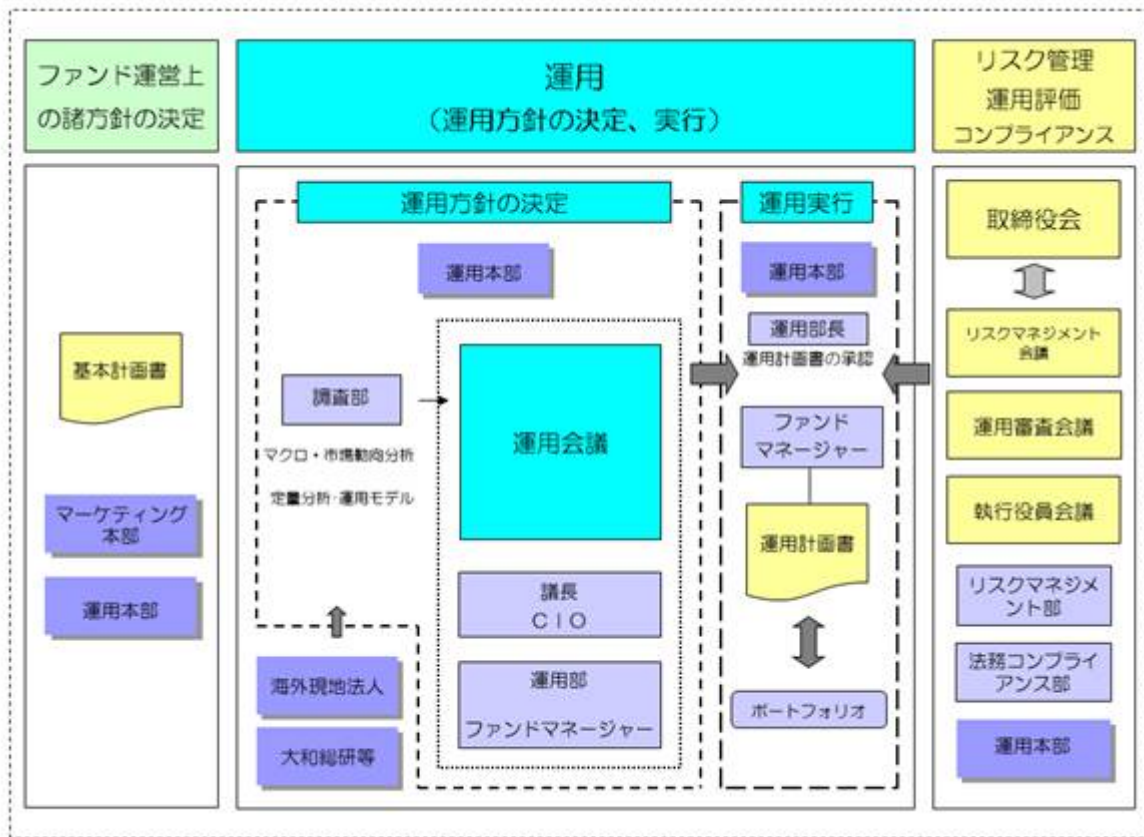 ファンド運営上
の諸方針の決定
運用
（運用方針の決定、実行）
リスク管理
運用評価
コンプライアンス
基本計画書
マーケティング
本部
運用本部
運用方針の決定
運用本部
調査部
マクロ・市場動向分析
定量分析・運用モデル
運用会議
議長
ＣＩＯ
運用部
ファンドマネージャー
海外現地法人
大和総研等
運用実行
運用本部
運用部長
運用計画書の承認
ファンド
マネージャー
運用計画書
ポートフォリオ
取締役会
リスクマネジメント
会議
運用審査会議
執行役員会議
リスクマネジメ
ント部
法務コンプライ
アンス部
運用本部